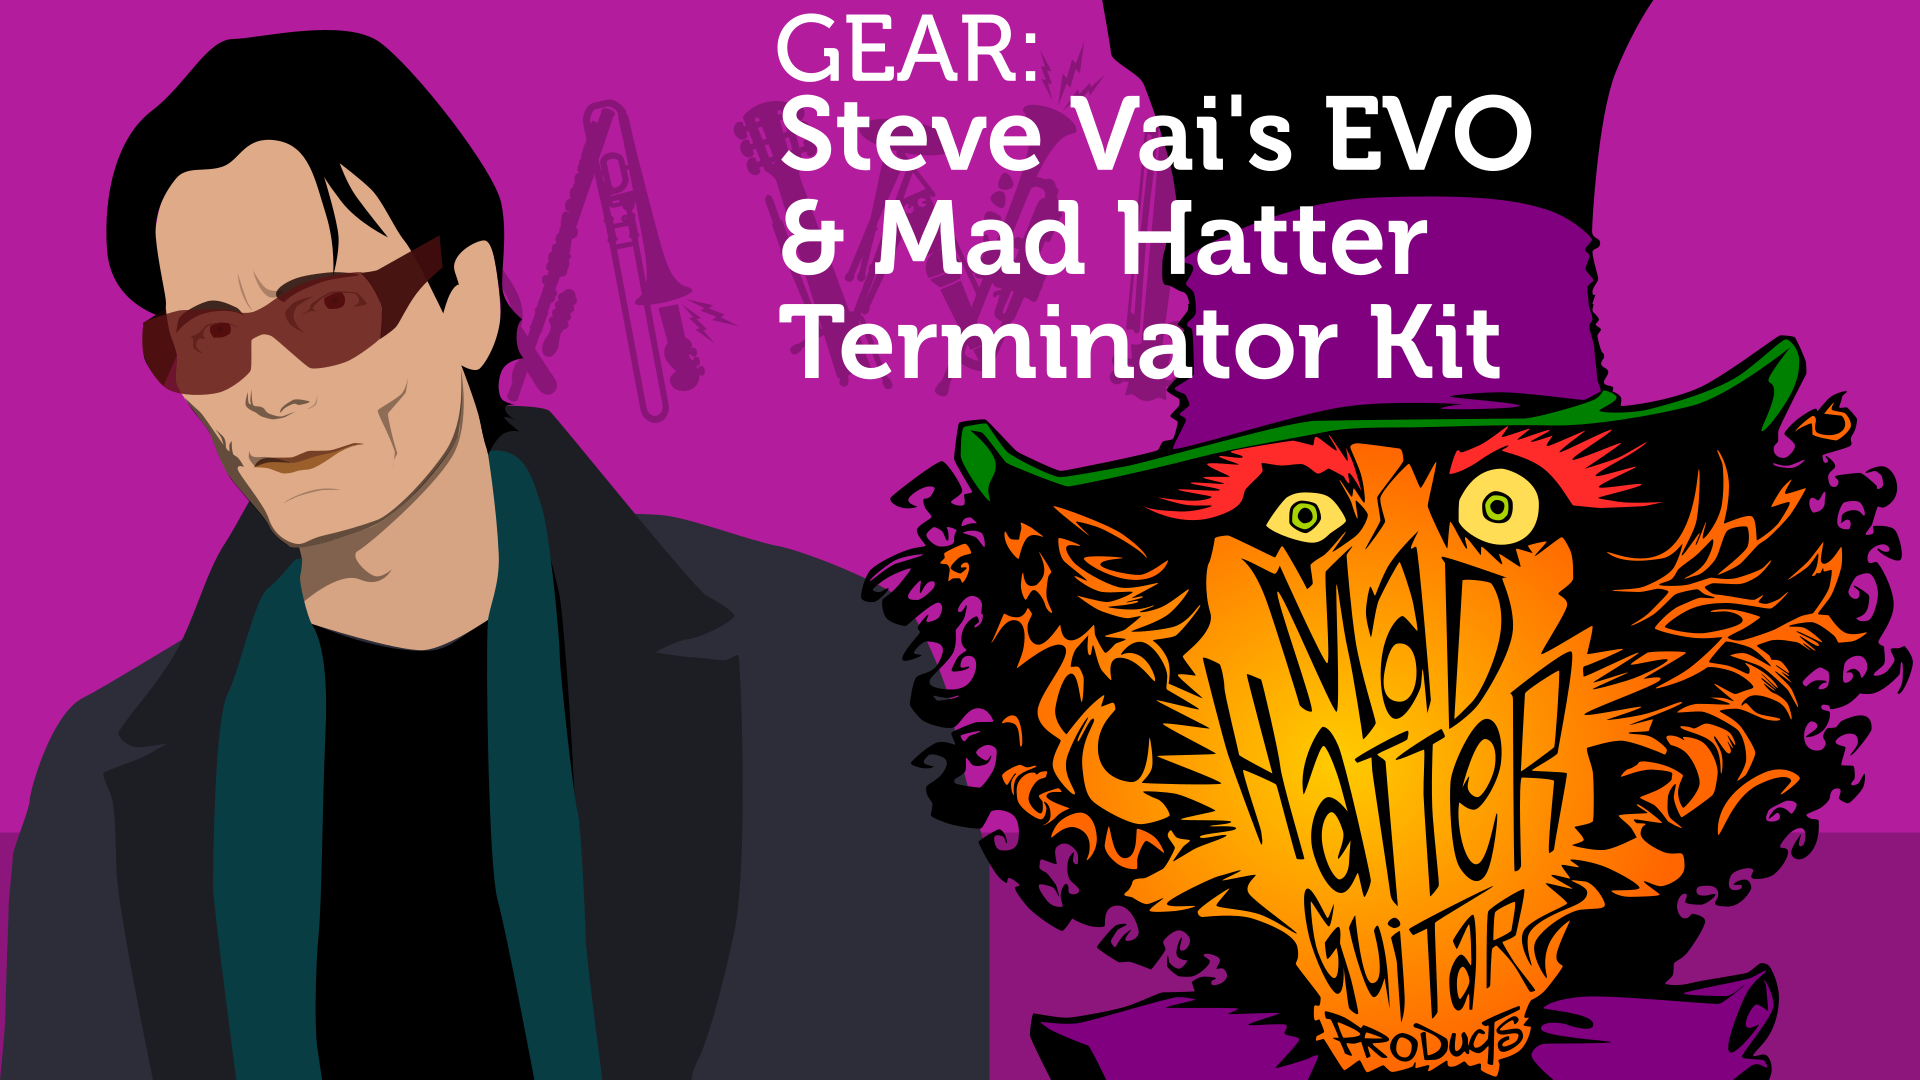 GEAR:
Steve Vai's EVO
& Mad Hatter
Terminator Kit
MaD
HaTTER
GuiTaR
PRODucTS